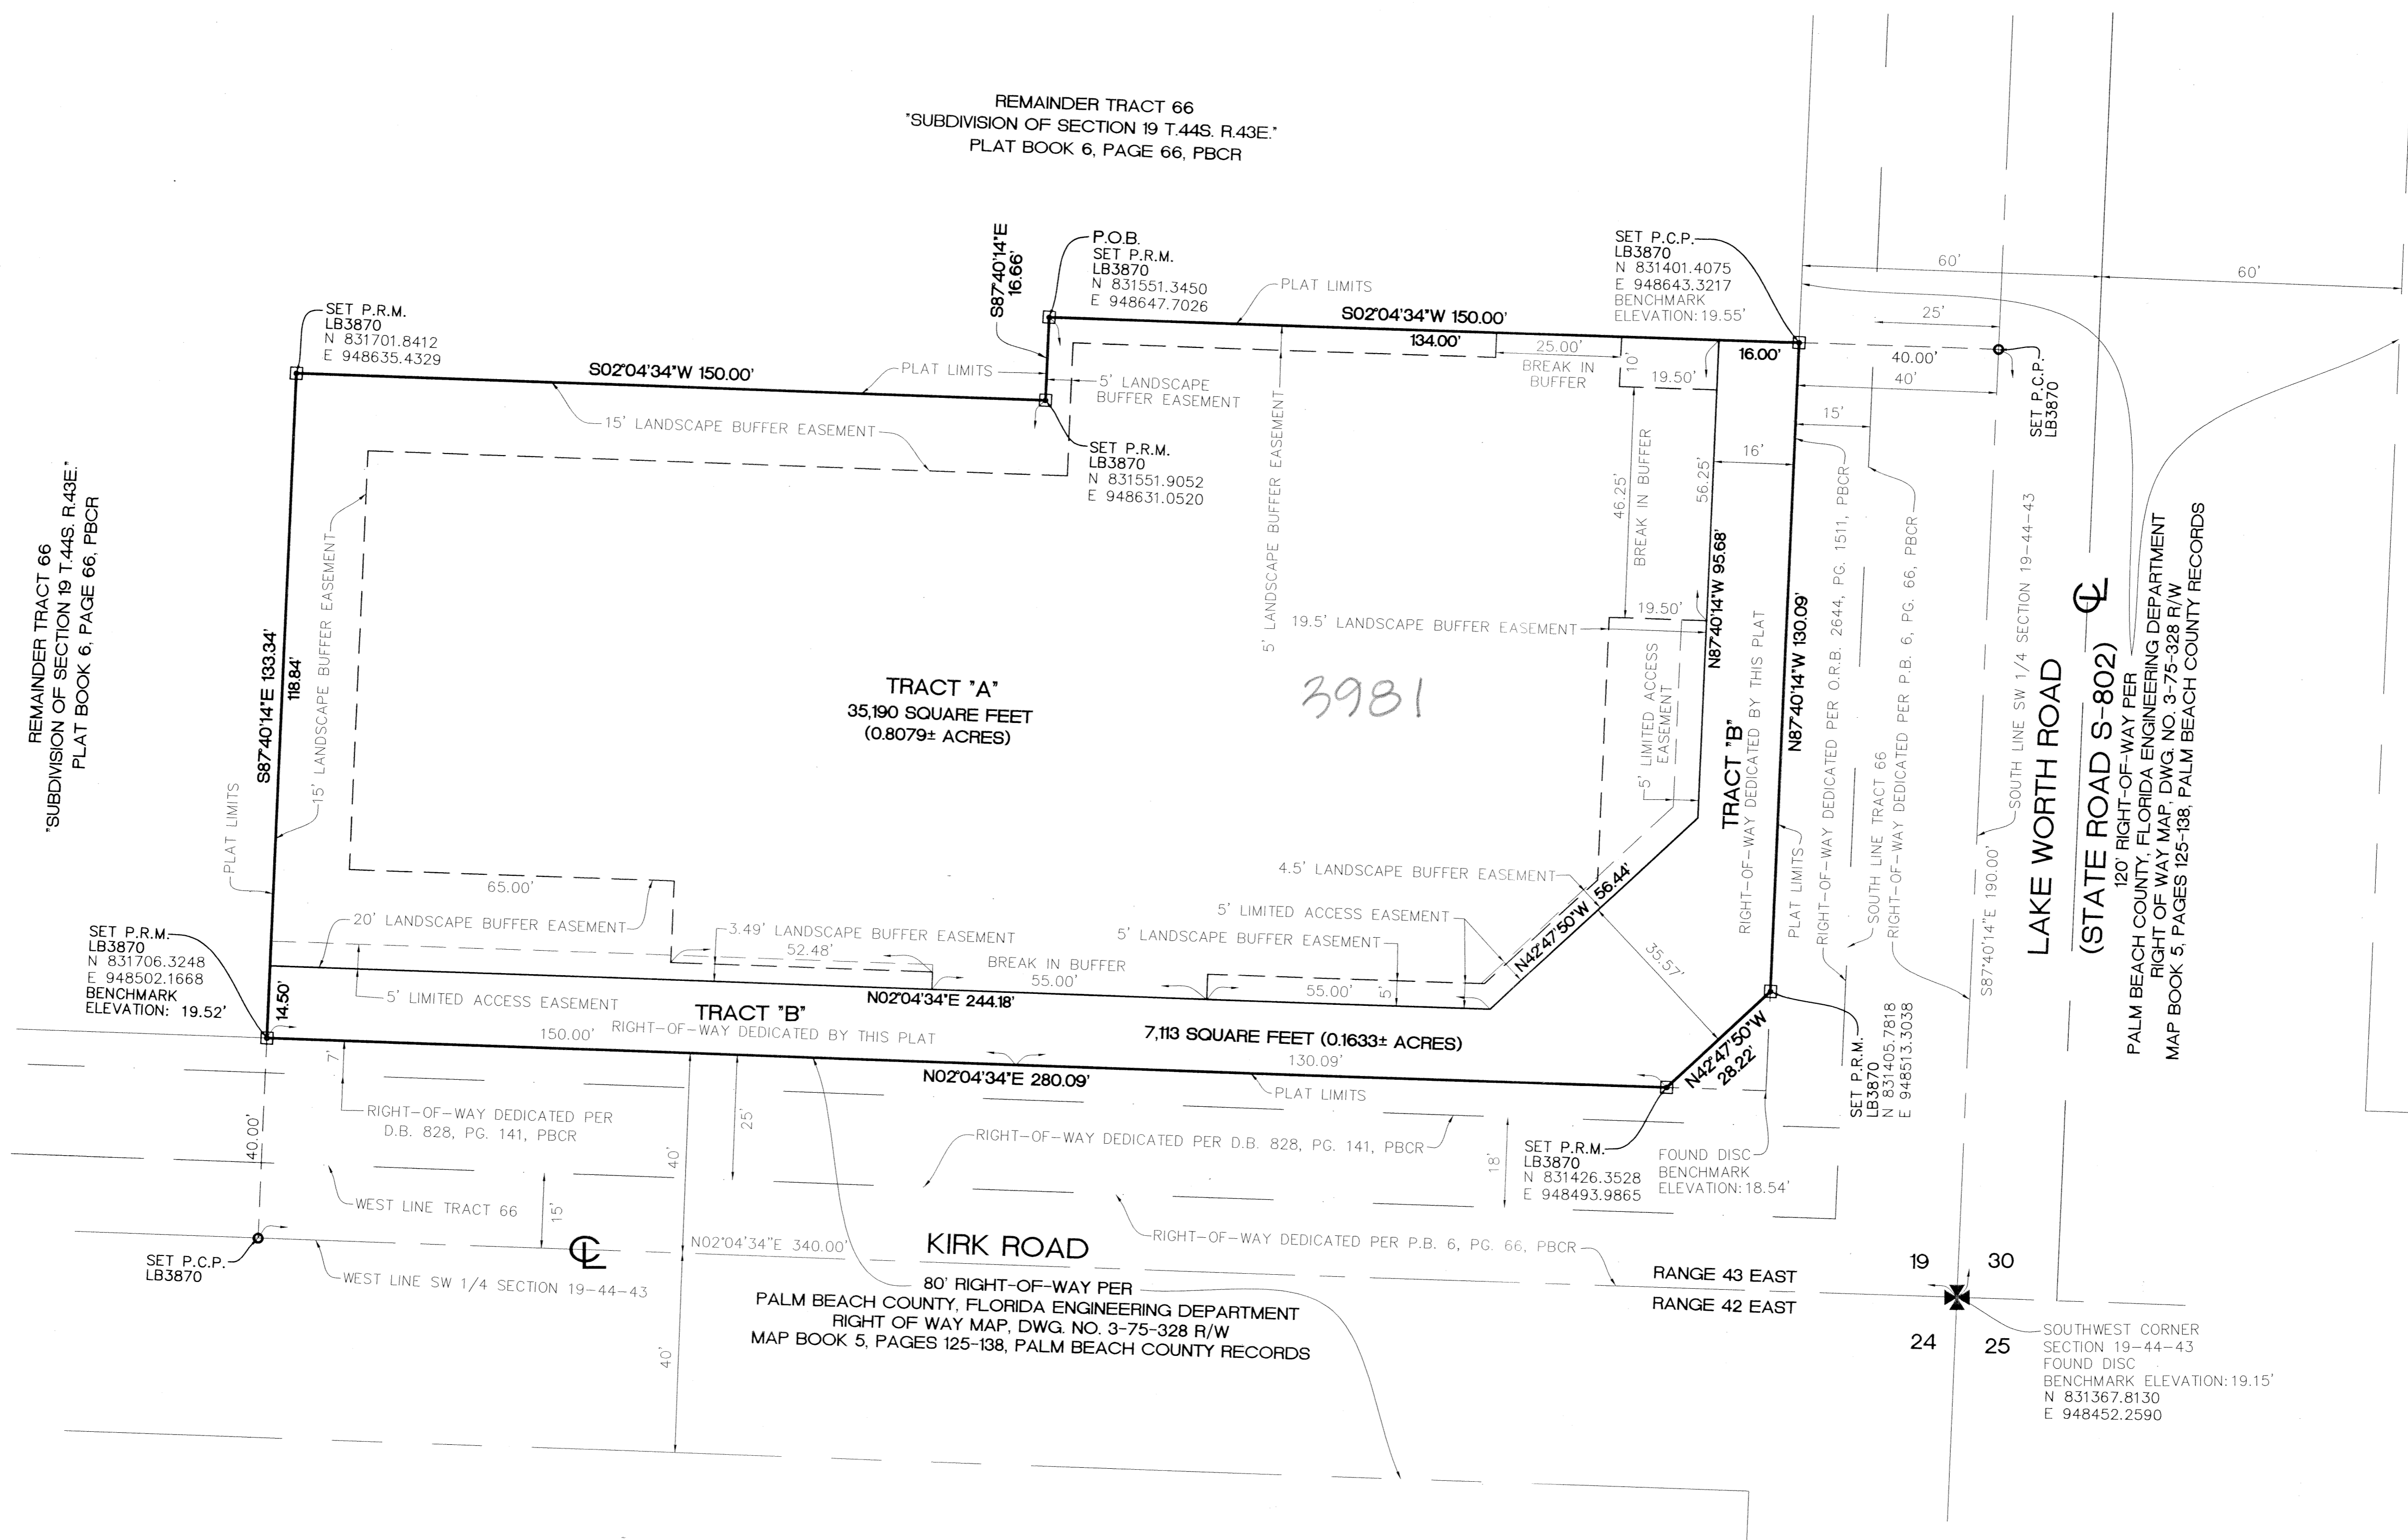 REMAINDER TRACT 66
"SUBDIVISION OF SECTION 19 T.44S. R.43E."
PLAT BOOK 6, PAGE 66, PBCR
SET P.R.M.
LB3870
N 831701.8412
E 948635.4329
S87°40'14"E
16.66'
P.O.B.
SET P.R.M.
LB3870
N 831551.3450
E 948647.7026
PLAT LIMITS
S02°04'34"W 150.00'
134.00'
16.00'
25.00'
BREAK IN
BUFFER
10'
19.50'
SET P.C.P.
LB3870
N 831401.4075
E 948643.3217
BENCHMARK
ELEVATION: 19.55'
60'
60'
25'
40.00'
40'
15'
16'
SET P.C.P.
LB3870
S02°04'34"W 150.00'
PLAT LIMITS
5' LANDSCAPE
BUFFER EASEMENT
15' LANDSCAPE BUFFER EASEMENT
SET P.R.M.
LB3870
N 831551.9052
E 948631.0520
REMAINDER TRACT 66
"SUBDIVISION OF SECTION 19 T.44S. R.43E."
PLAT BOOK 6, PAGE 66, PBCR
S87°40'14"E 133.34'
118.84'
PLAT LIMITS
15' LANDSCAPE BUFFER EASEMENT
5' LANDSCAPE BUFFER EASEMENT
46.25'
BREAK IN BUFFER
56.25'
19.50'
19.5' LANDSCAPE BUFFER EASEMENT
5' LIMITED ACCESS
EASEMENT
N87°40'14"W 95.68'
TRACT "B"
RIGHT-OF-WAY DEDICATED BY THIS PLAT
N87°40'14"W 130.09'
PLAT LIMITS
RIGHT-OF-WAY DEDICATED PER O.R.B. 2644, PG. 1511, PBCR
SOUTH LINE TRACT 66
RIGHT-OF-WAY DEDICATED PER P.B. 6, PG. 66, PBCR
S87°40'14"E 190.00'
SOUTH LINE SW 1/4 SECTION 19-44-43
LAKE WORTH ROAD
(STATE ROAD S-802)
120' RIGHT-OF-WAY PER
PALM BEACH COUNTY, FLORIDA ENGINEERING DEPARTMENT
RIGHT OF WAY MAP, DWG. NO. 3-75-328 R/W
MAP BOOK 5, PAGES 125-138, PALM BEACH COUNTY RECORDS
TRACT "A"
35,190 SQUARE FEET
(0.8079± ACRES)
3981
65.00'
20' LANDSCAPE BUFFER EASEMENT
3.49' LANDSCAPE BUFFER EASEMENT
52.48'
BREAK IN BUFFER
55.00'
4.5' LANDSCAPE BUFFER EASEMENT
5' LIMITED ACCESS EASEMENT
5' LANDSCAPE BUFFER EASEMENT
55.00'
5'
N42°47'50"W 56.44'
35.57'
SET P.R.M.
LB3870
N 831706.3248
E 948502.1668
BENCHMARK
ELEVATION: 19.52'
14.50'
5' LIMITED ACCESS EASEMENT
TRACT "B"
N02°04'34"E 244.18'
150.00'
RIGHT-OF-WAY DEDICATED BY THIS PLAT
7,113 SQUARE FEET (0.1633± ACRES)
130.09'
N02°04'34"E 280.09'
PLAT LIMITS
N42°47'50"W
28.22'
SET P.R.M.
LB3870
N 831405.7818
E 948513.3038
7'
RIGHT-OF-WAY DEDICATED PER
D.B. 828, PG. 141, PBCR
25'
40'
RIGHT-OF-WAY DEDICATED PER D.B. 828, PG. 141, PBCR
18'
SET P.R.M.
LB3870
N 831426.3528
E 948493.9865
FOUND DISC
BENCHMARK
ELEVATION:18.54'
40.00'
WEST LINE TRACT 66
15'
SET P.C.P.
LB3870
WEST LINE SW 1/4 SECTION 19-44-43
N02°04'34"E 340.00'
KIRK ROAD
80' RIGHT-OF-WAY PER
PALM BEACH COUNTY, FLORIDA ENGINEERING DEPARTMENT
RIGHT OF WAY MAP, DWG. NO. 3-75-328 R/W
MAP BOOK 5, PAGES 125-138, PALM BEACH COUNTY RECORDS
40'
RIGHT-OF-WAY DEDICATED PER P.B. 6, PG. 66, PBCR
RANGE 43 EAST
RANGE 42 EAST
19 30
24 25
SOUTHWEST CORNER
SECTION 19-44-43
FOUND DISC
BENCHMARK ELEVATION:19.15'
N 831367.8130
E 948452.2590